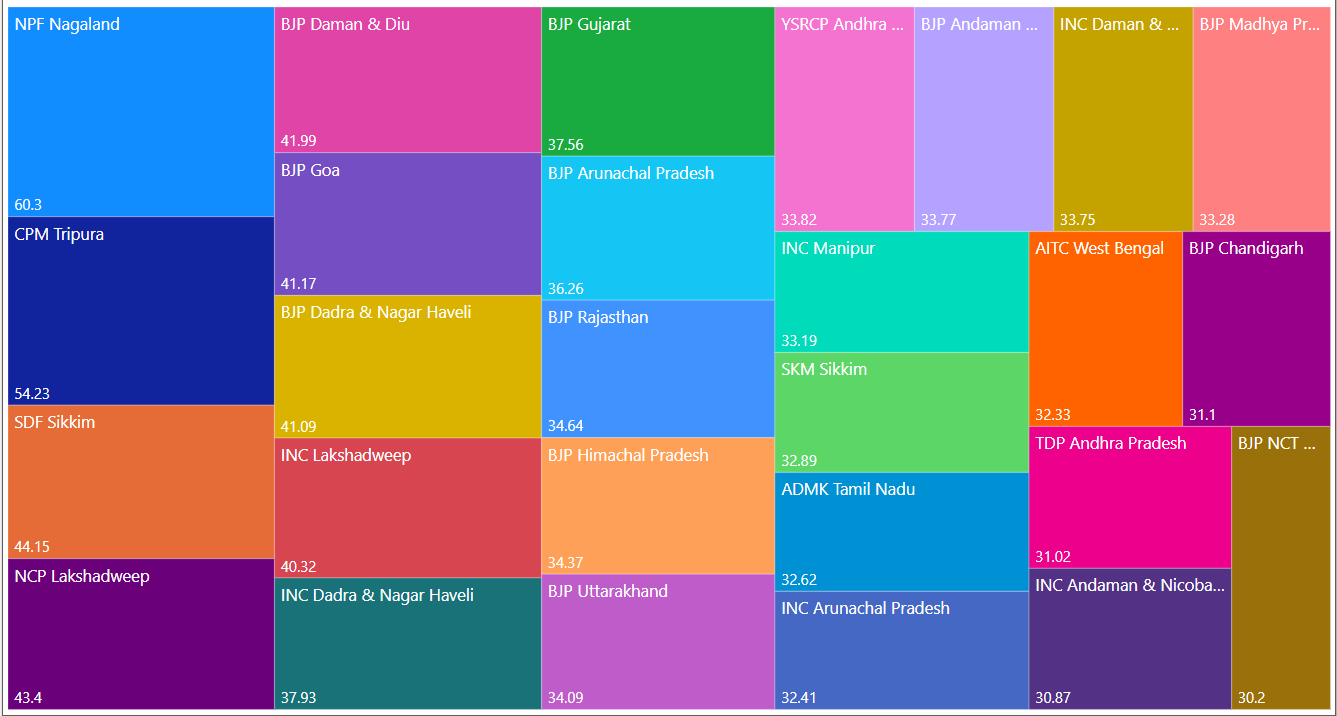 NPF Nagaland
60.3
CPM Tripura
54.23
SDF Sikkim
44.15
NCP Lakshadweep
43.4
BJP Daman & Diu
41.99
BJP Goa
41.17
BJP Dadra & Nagar Haveli
41.09
INC Lakshadweep
40.32
INC Dadra & Nagar Haveli
37.93
BJP Gujarat
37.56
BJP Arunachal Pradesh
36.26
BJP Rajasthan
34.64
BJP Himachal Pradesh
34.37
BJP Uttarakhand
34.09
YSRCP Andhra ...
33.82
BJP Andaman ...
33.77
INC Daman & ...
33.75
BJP Madhya Pr...
33.28
INC Manipur
33.19
SKM Sikkim
32.89
ADMK Tamil Nadu
32.62
INC Arunachal Pradesh
32.41
AITC West Bengal
32.33
BJP Chandigarh
31.1
TDP Andhra Pradesh
31.02
INC Andaman & Nicoba...
30.87
BJP NCT ...
30.2